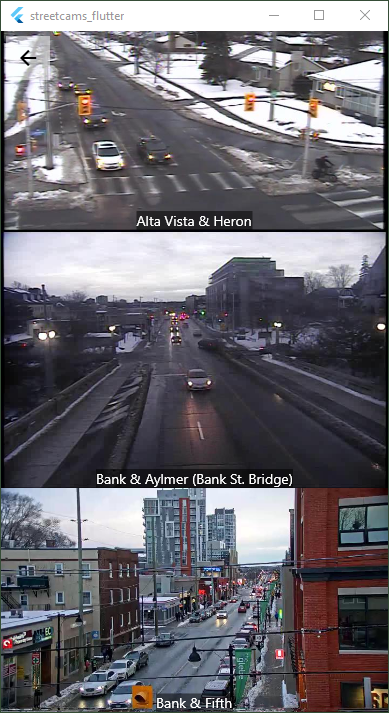 streetcams_flutter
Alta Vista & Heron
Bank & Aylmer (Bank St. Bridge)
Bank & Fifth